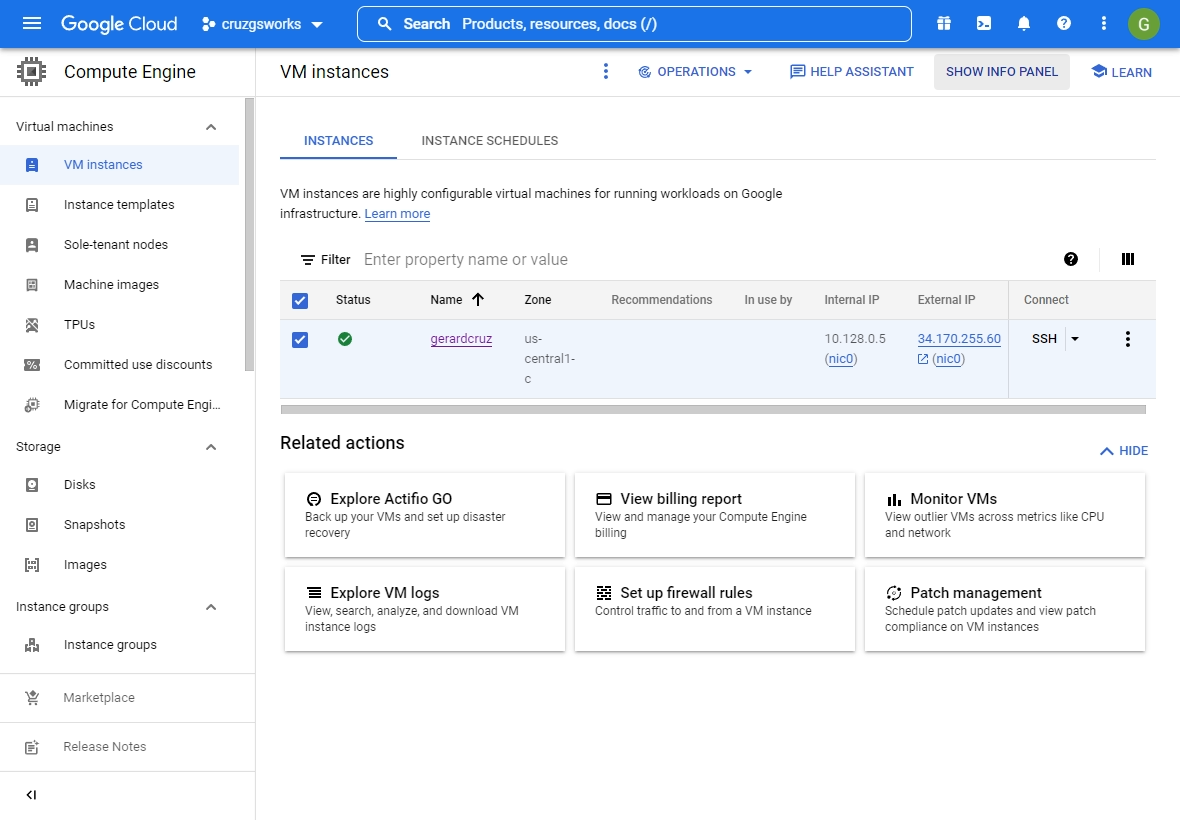 Google Cloud
cruzgsworks
Search Products, resources, docs (/)
G
Compute Engine
VM instances
OPERATIONS
HELP ASSISTANT
SHOW INFO PANEL
LEARN
Virtual machines
VM instances
Instance templates
Sole-tenant nodes
Machine images
TPUs
Committed use discounts
Migrate for Compute Engi...
Storage
Disks
Snapshots
Images
Instance groups
Instance groups
Marketplace
Release Notes
INSTANCES
INSTANCE SCHEDULES
VM instances are highly configurable virtual machines for running workloads on Google
infrastructure. Learn more
Filter Enter property name or value
Status Name Zone Recommendations In use by Internal IP External IP Connect
gerardcruz us- 10.128.0.5 34.170.255.60 SSH
central1- (nic0) (nic0)
c
Related actions
HIDE
Explore Actifio GO
Back up your VMs and set up disaster
recovery
View billing report
View and manage your Compute Engine
billing
Monitor VMs
View outlier VMs across metrics like CPU
and network
Explore VM logs
View, search, analyze, and download VM
instance logs
Set up firewall rules
Control traffic to and from a VM instance
Patch management
Schedule patch updates and view patch
compliance on VM instances